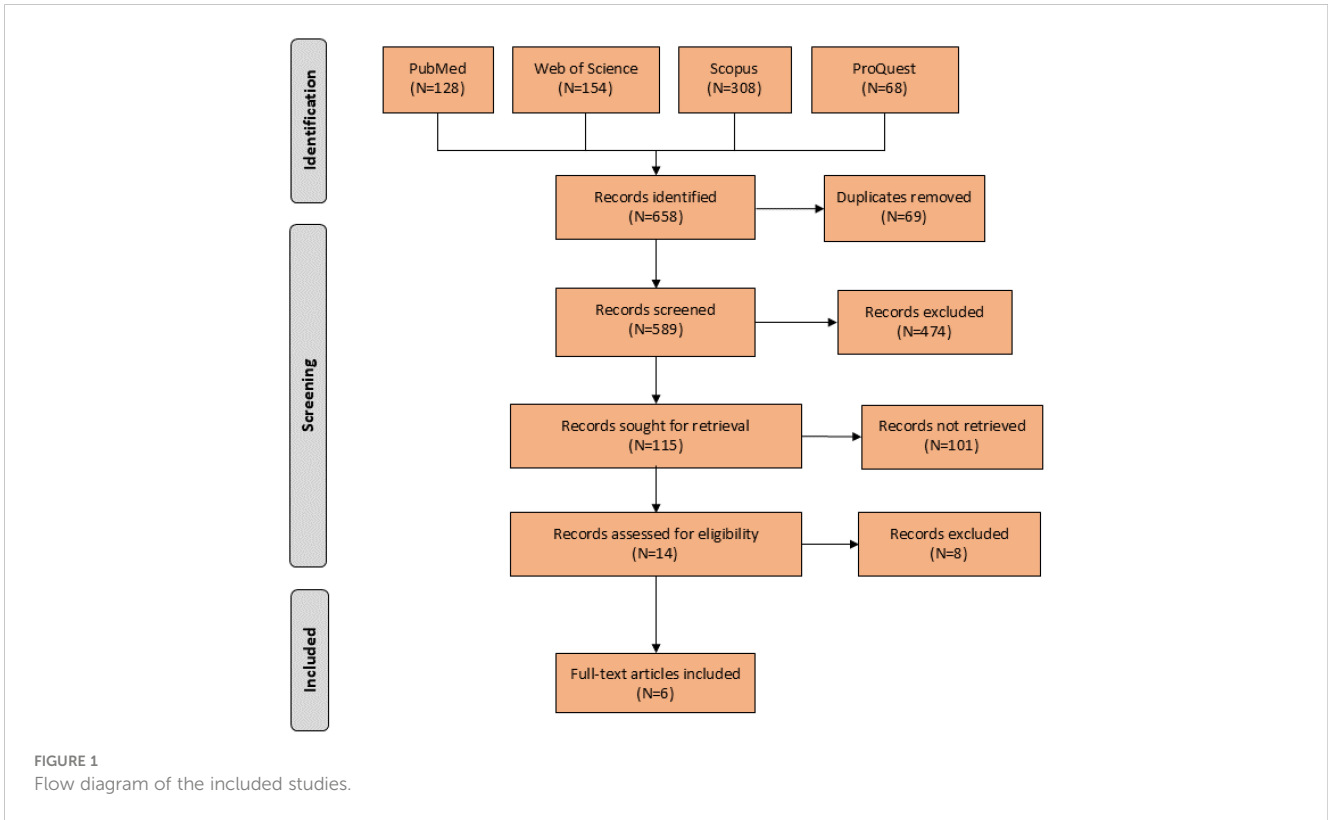 Identification
PubMed
(N=128)
Web of Science
(N=154)
Scopus
(N=308)
ProQuest
(N=68)
Records identified
(N=658)
Duplicates removed
(N=69)
Screening
Records screened
(N=589)
Records excluded
(N=474)
Records sought for retrieval
(N=115)
Records not retrieved
(N=101)
Records assessed for eligibility
(N=14)
Records excluded
(N=8)
Included
Full-text articles included
(N=6)
FIGURE 1
Flow diagram of the included studies.